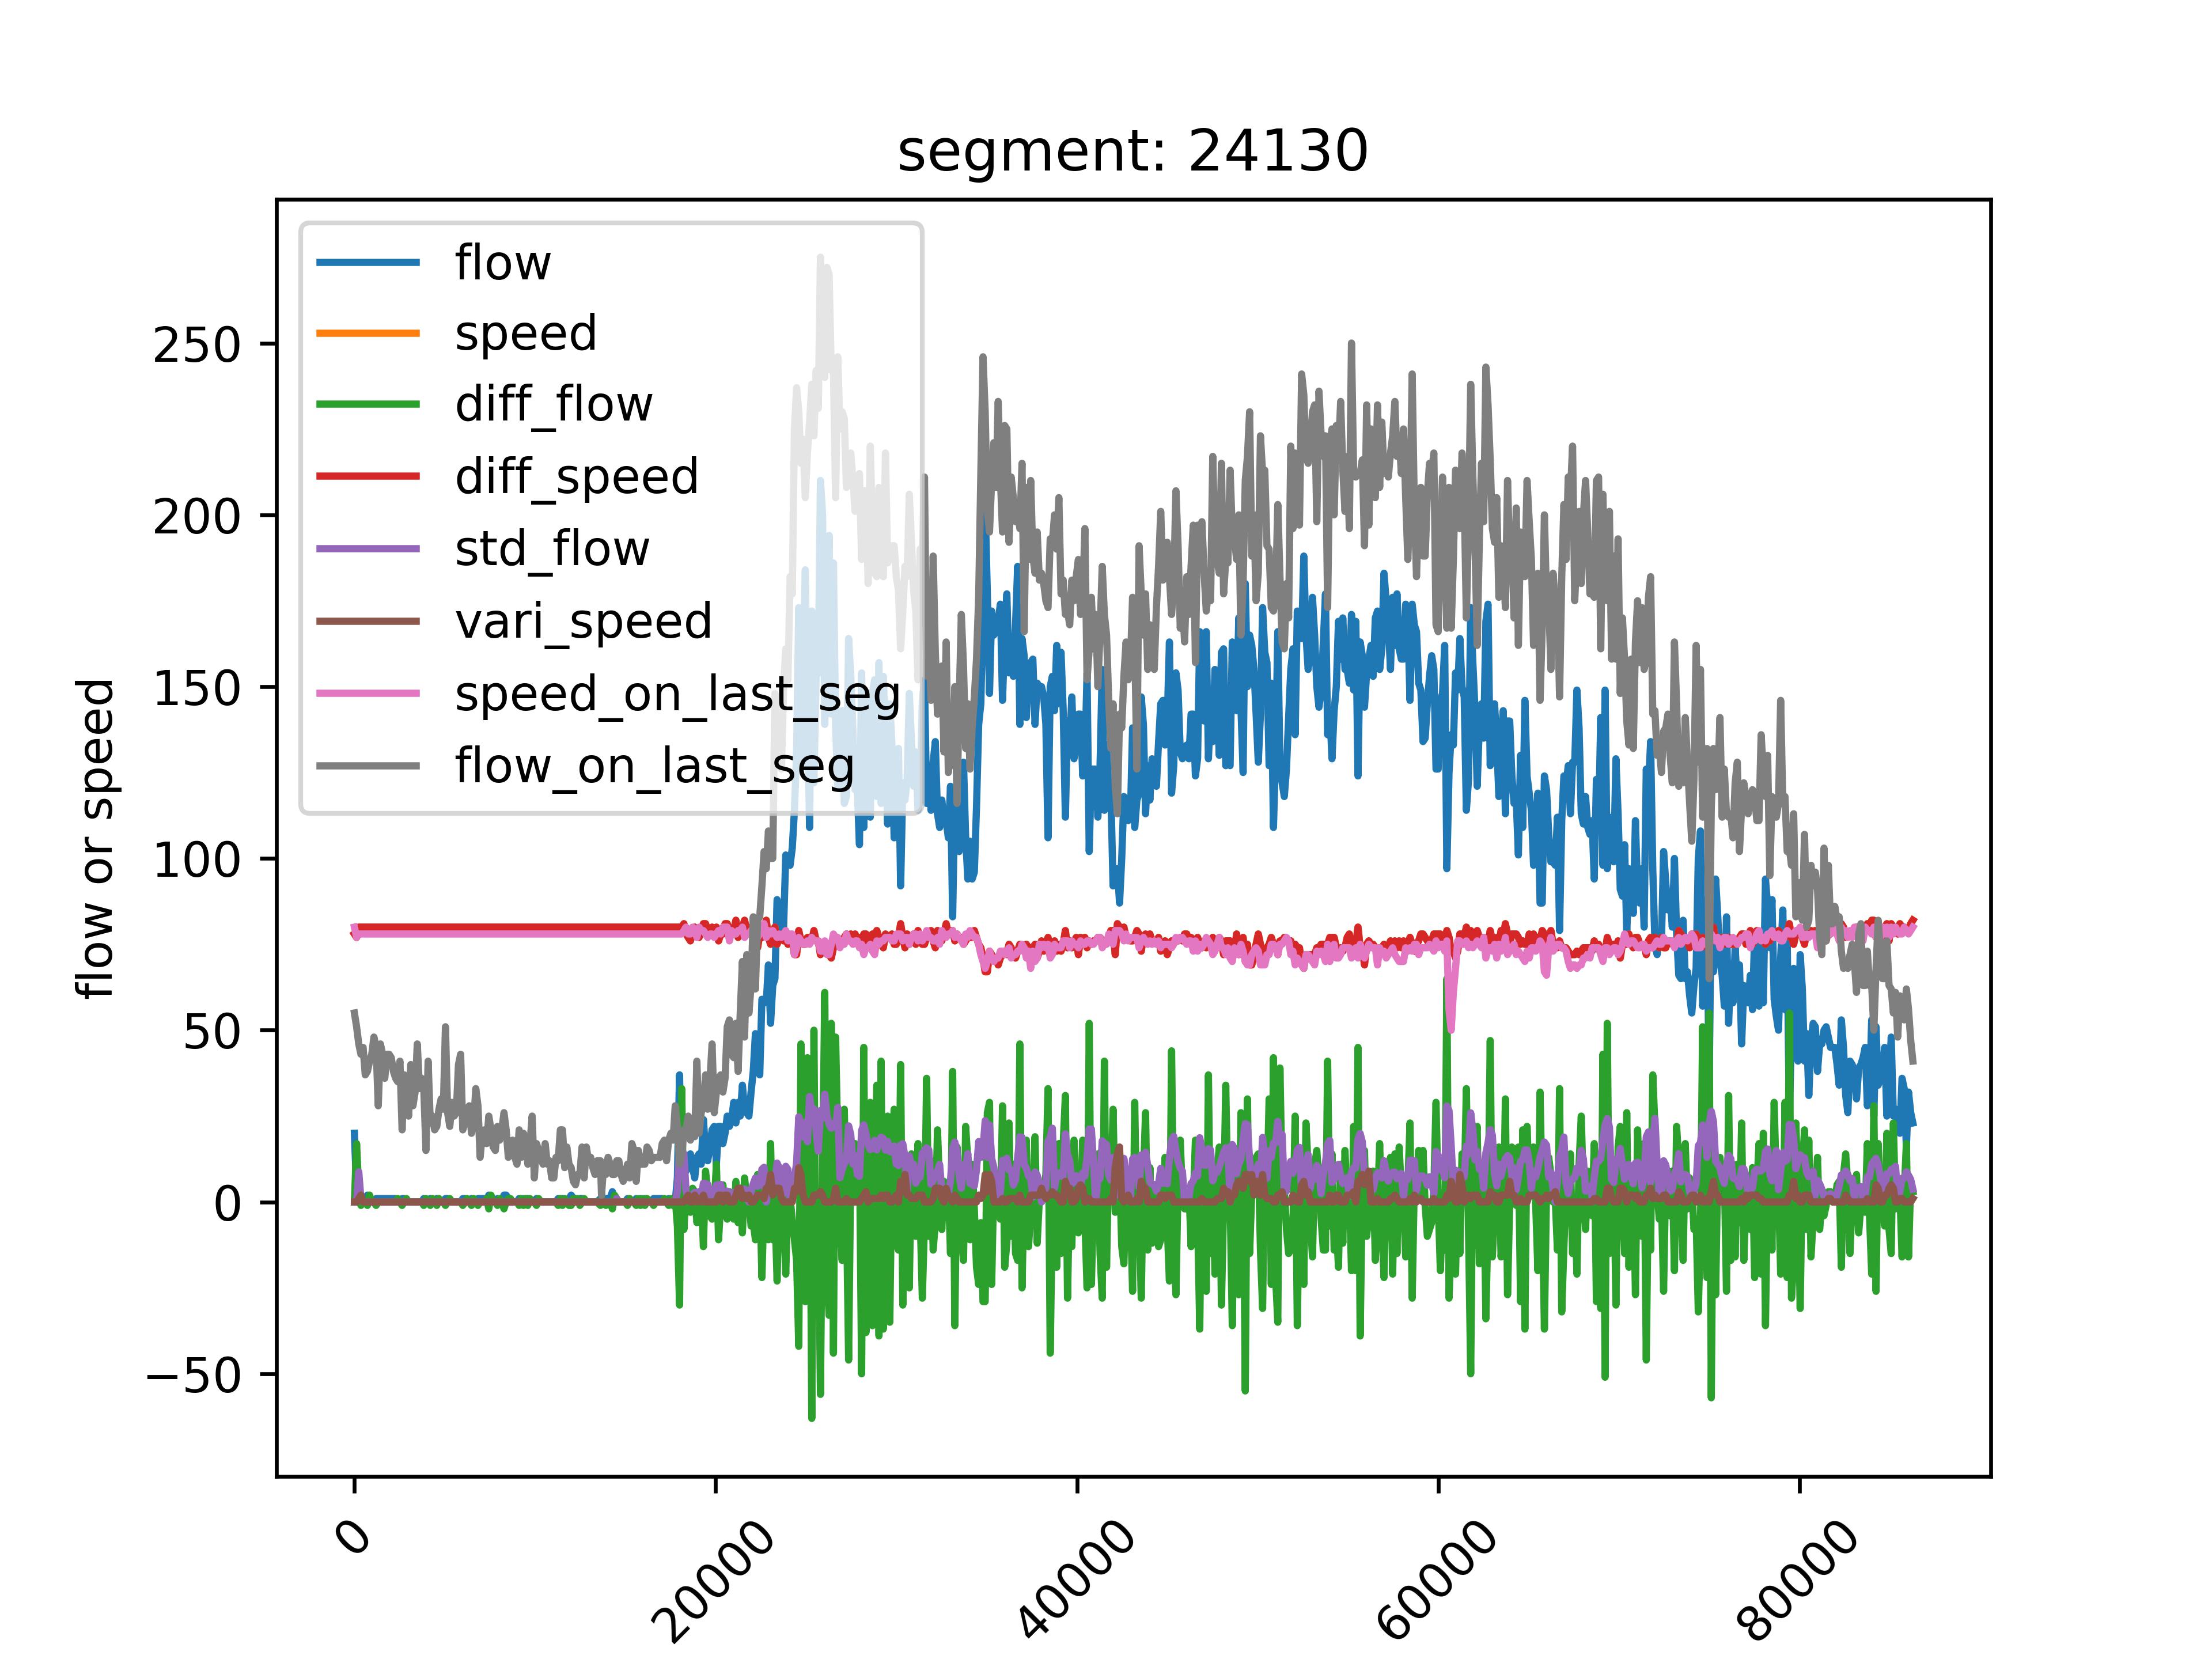 segment: 24130
flow
speed
diff_flow
diff_speed
std_flow
vari_speed
speed_on_last_seg
flow_on_last_seg
flow or speed
250
200
150
100
50
0
−50
0
20000
40000
60000
80000